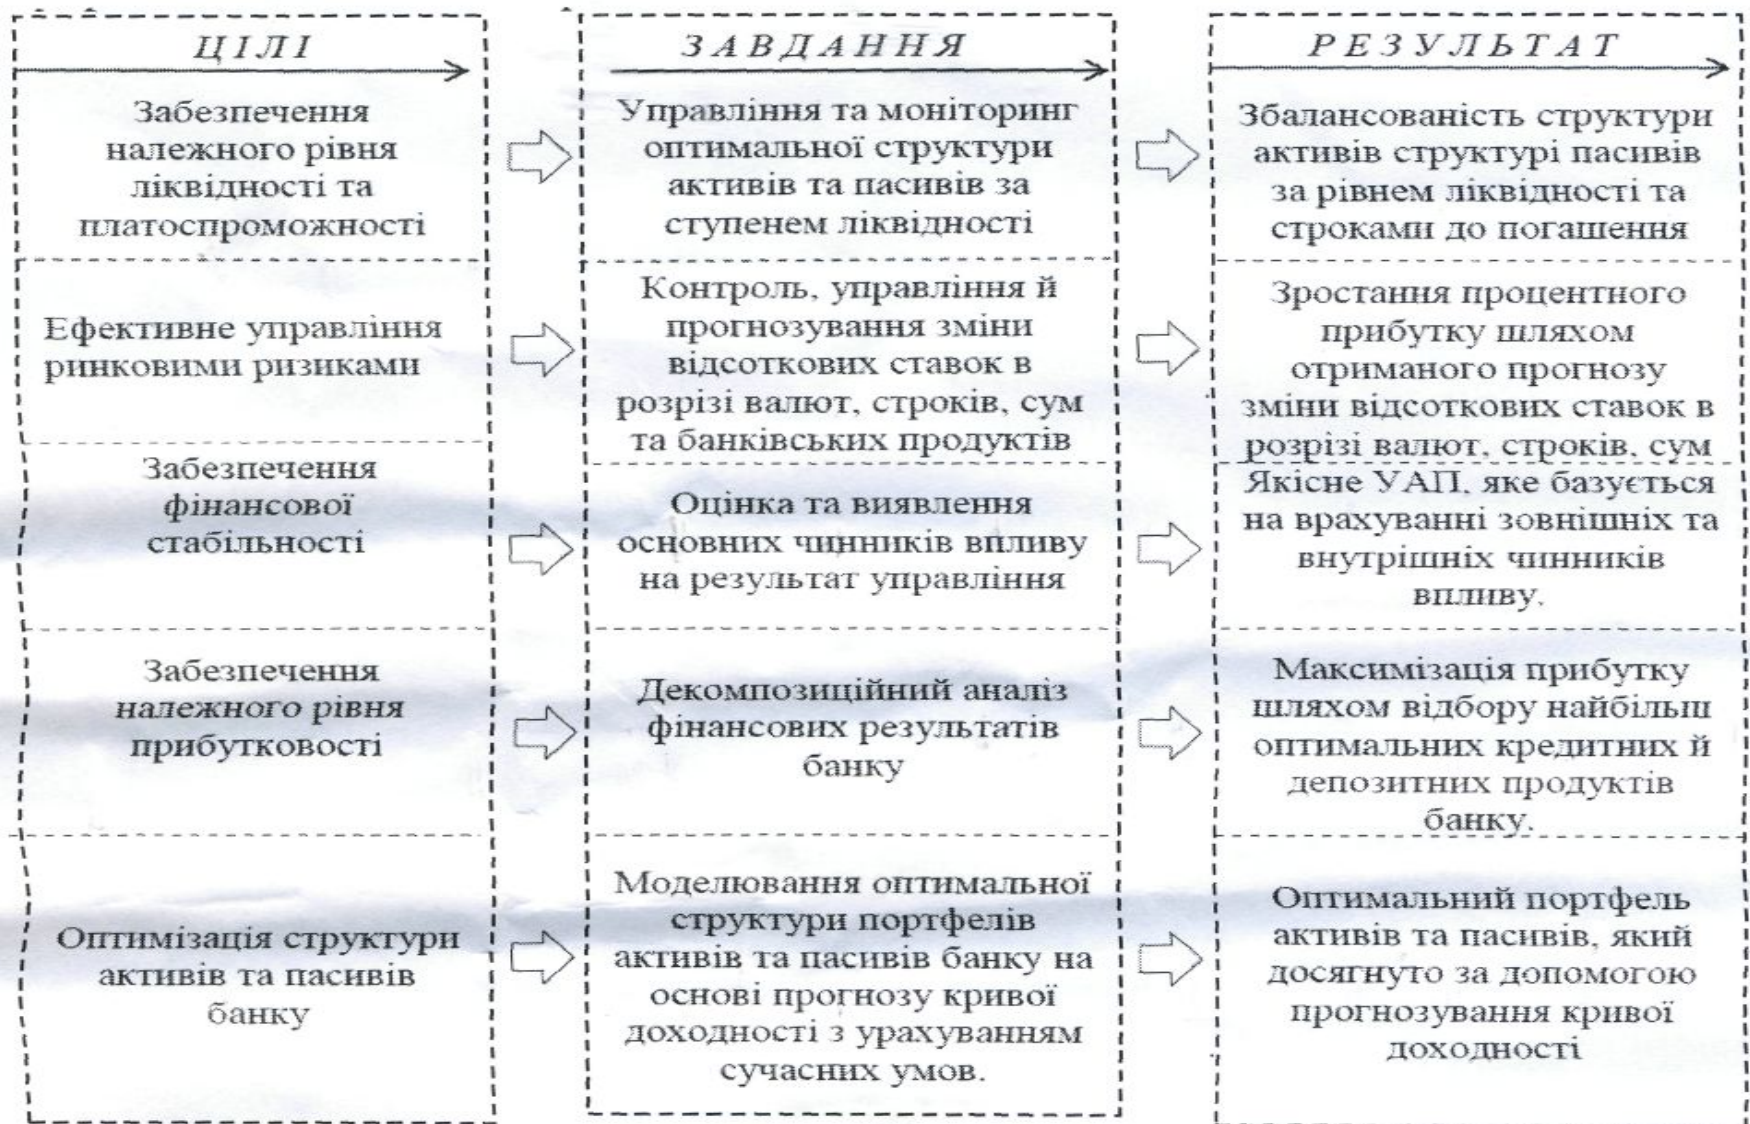 ЦІЛІ
Забезпечення
належного рівня
ліквідності та
платоспроможності
Ефективне управління
ринковими ризиками
Забезпечення
фінансової
стабільності
Забезпечення
належного рівня
прибутковості
Оптимізація структури
активів та пасивів
банку
ЗАВДАННЯ
Управління та моніторинг
оптимальної структури
активів та пасивів за
ступенем ліквідності
Контроль, управління й
прогнозування зміни
відсоткових ставок в
розрізі валют, строків, сум
та банківських продуктів
Оцінка та виявлення
основних чинників впливу
на результат управління
Декомпозиційний аналіз
фінансових результатів
банку
Моделювання оптимальної
структури портфелів
активів та пасивів банку на
основі прогнозу кривої
доходності з урахуванням
сучасних умов.
РЕЗУЛЬТАТ
Збалансованість структури
активів структурі пасивів
за рівнем ліквідності та
строками до погашення
Зростання процентного
прибутку шляхом
отриманого прогнозу
зміни відсоткових ставок в
розрізі валют, строків, сум
Якісне УАП, яке базується
на врахуванні зовнішніх та
внутрішніх чинників
впливу.
Максимізація прибутку
шляхом відбору найбільш
оптимальних кредитних й
депозитних продуктів
банку.
Оптимальний портфель
активів та пасивів, який
досягнуто за допомогою
прогнозування кривої
доходності